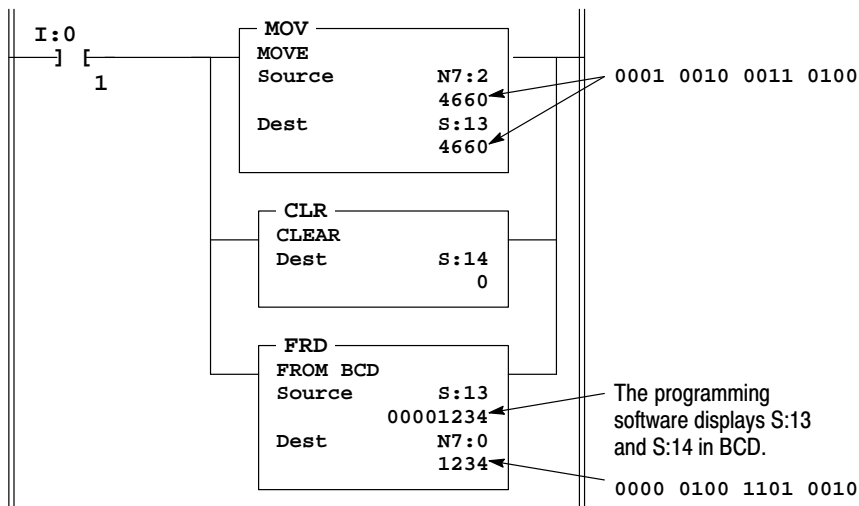 I:0
] [
1
MOV
MOVE
Source N7:2
4660
Dest S:13
4660
0001 0010 0011 0100
CLR
CLEAR
Dest S:14
0
FRD
FROM BCD
Source S:13
00001234
Dest N7:0
1234
The programming
software displays S:13
and S:14 in BCD.
0000 0100 1101 0010